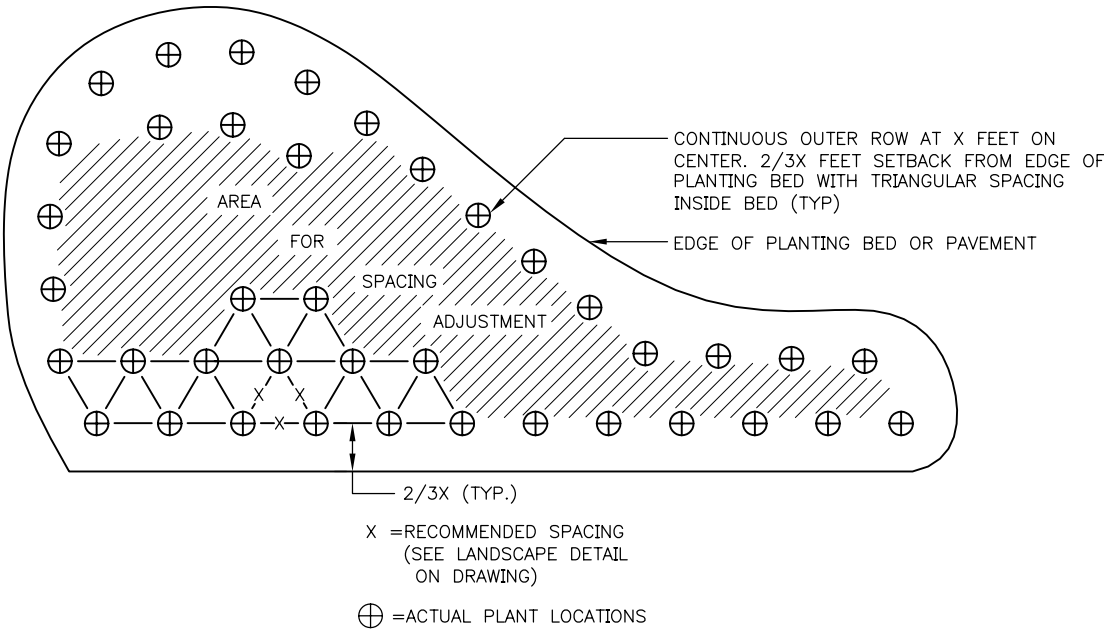 CONTINUOUS OUTER ROW AT X FEET ON
CENTER. 2/3X FEET SETBACK FROM EDGE OF
PLANTING BED WITH TRIANGULAR SPACING
INSIDE BED (TYP)
EDGE OF PLANTING BED OR PAVEMENT
AREA
FOR
SPACING
ADJUSTMENT
X X
X
2/3X (TYP.)
X =RECOMMENDED SPACING
(SEE LANDSCAPE DETAIL
ON DRAWING)
=ACTUAL PLANT LOCATIONS